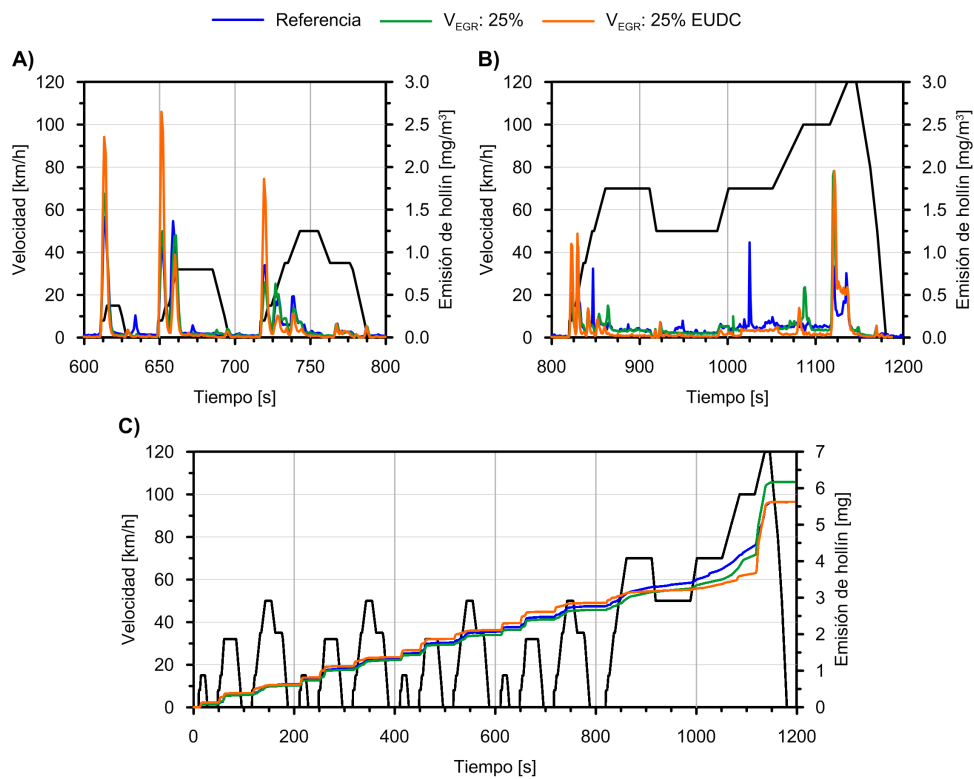 Referencia V_EGR: 25% V_EGR: 25% EUDC
A) B)
120 3.0 120 3.0
100 2.5 100 2.5
80 2.0 80 2.0
60 1.5 60 1.5
40 1.0 40 1.0
20 0.5 20 0.5
0 0.0 0 0.0
Velocidad [km/h] Emisión de hollín [mg/m³] Velocidad [km/h] Emisión de hollín [mg/m³]
600 650 700 750 800 800 900 1000 1100 1200
Tiempo [s] Tiempo [s]
C)
120 7
100 6
80 5
60 4
40 3
20 2
0 1
0
Velocidad [km/h] Emisión de hollín [mg]
0 200 400 600 800 1000 1200
Tiempo [s]